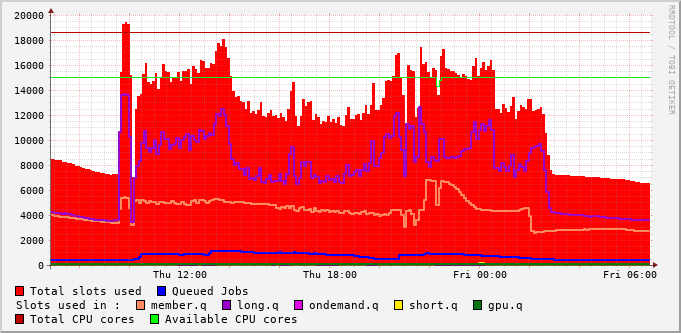 20000
18000
16000
14000
12000
10000
8000
6000
4000
2000
0
Thu 12:00 Thu 18:00 Fri 00:00 Fri 06:00
Total slots used Queued Jobs
Slots used in : member.q long.q ondemand.q short.q gpu.q
Total CPU cores Available CPU cores
RRDTOOL / TOBI OETIKER